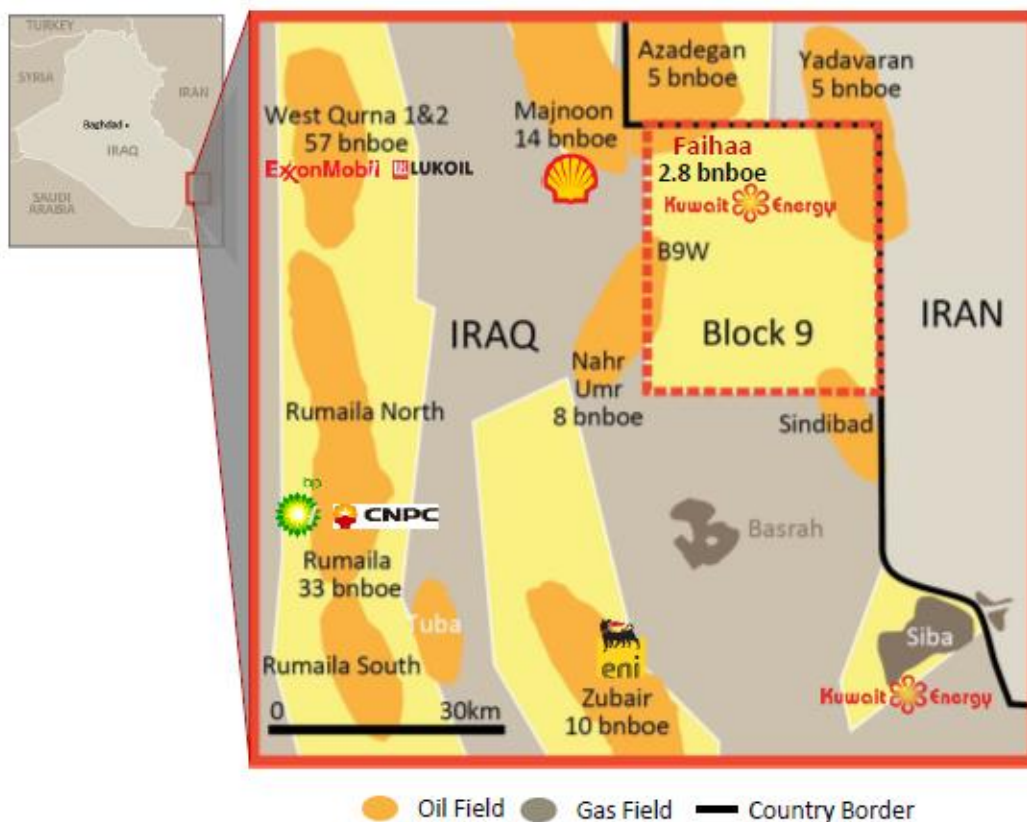 TURKEY
SYRIA
IRAN
Baghdad
IRAQ
SAUDI
ARAISIA
West Qurna 1&2
57 bnboe
ExxonMobil
LUKOIL
Majnoon
14 bnboe
Azadegan
5 bnboe
Yadavaran
5 bnboe
Faihaa
2.8 bnboe
Kuwait Energy
B9W
IRAQ
Block 9
IRAN
Nahr
Umr
8 bnboe
Rumaila North
Sindibad
bp
CNPC
Basrah
Rumaila
33 bnboe
Tuba
Siba
Rumaila South
eni
Kuwait Energy
Zubair
10 bnboe
0 30km
Oil Field Gas Field Country Border